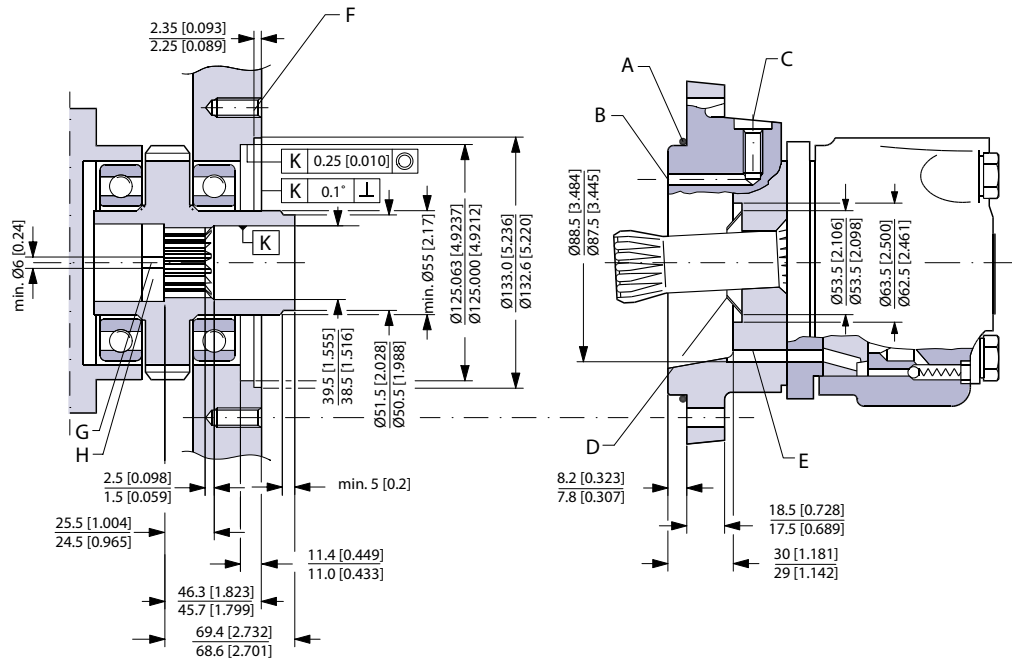 2.35 [0.093]
2.25 [0.089]
F
K 0.25 [0.010]
K 0.1°
K
min. Ø6 [0.24]
39.5 [1.555]
38.5 [1.516]
Ø51.5 [2.028]
Ø50.5 [1.988]
min. Ø55 [2.17]
Ø125.063 [4.9237]
Ø125.000 [4.9212]
Ø133.0 [5.236]
Ø132.6 [5.220]
G
H
2.5 [0.098]
1.5 [0.059]
min. 5 [0.2]
25.5 [1.004]
24.5 [0.965]
11.4 [0.449]
11.0 [0.433]
46.3 [1.823]
45.7 [1.799]
69.4 [2.732]
68.6 [2.701]
A
B
C
Ø88.5 [3.484]
Ø87.5 [3.445]
Ø53.5 [2.106]
Ø53.5 [2.098]
Ø63.5 [2.500]
Ø62.5 [2.461]
D
E
8.2 [0.323]
7.8 [0.307]
18.5 [0.728]
17.5 [0.689]
30 [1.181]
29 [1.142]